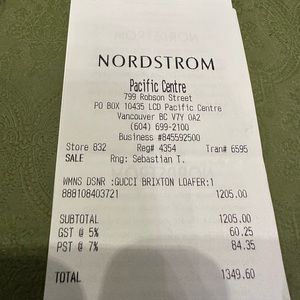 NORDSTROM
Pacific Centre
799 Robson Street
PO BOX 10435 LCD Pacific Centre
Vancouver BC V7Y 0A2
(604) 699-2100
Business #845592500
Store 832 Reg# 4354 Tran# 6595
SALE Rng: Sebastian T.
WMNS DSNR :GUCCI BRIXTON LOAFER:1
888108403721 1205.00
SUBTOTAL 1205.00
GST @ 5% 60.25
PST @ 7% 84.35
TOTAL 1349.60